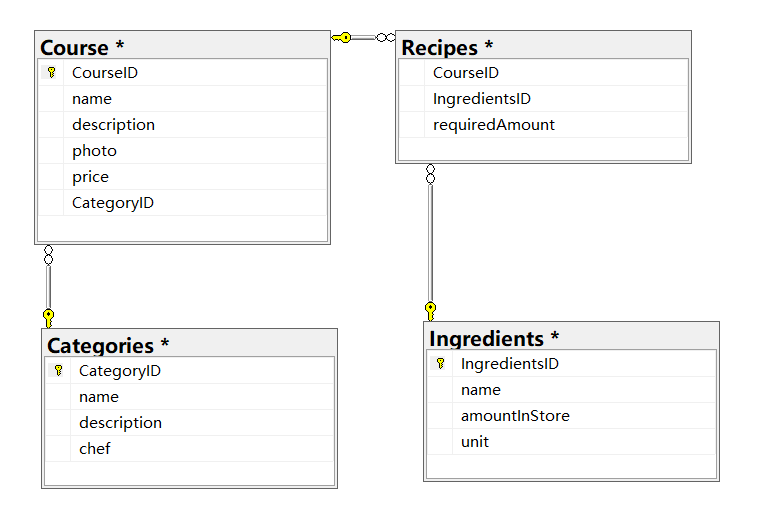 Course *
CourseID
name
description
photo
price
CategoryID
Recipes *
CourseID
IngredientsID
requiredAmount
Categories *
CategoryID
name
description
chef
Ingredients *
IngredientsID
name
amountInStore
unit